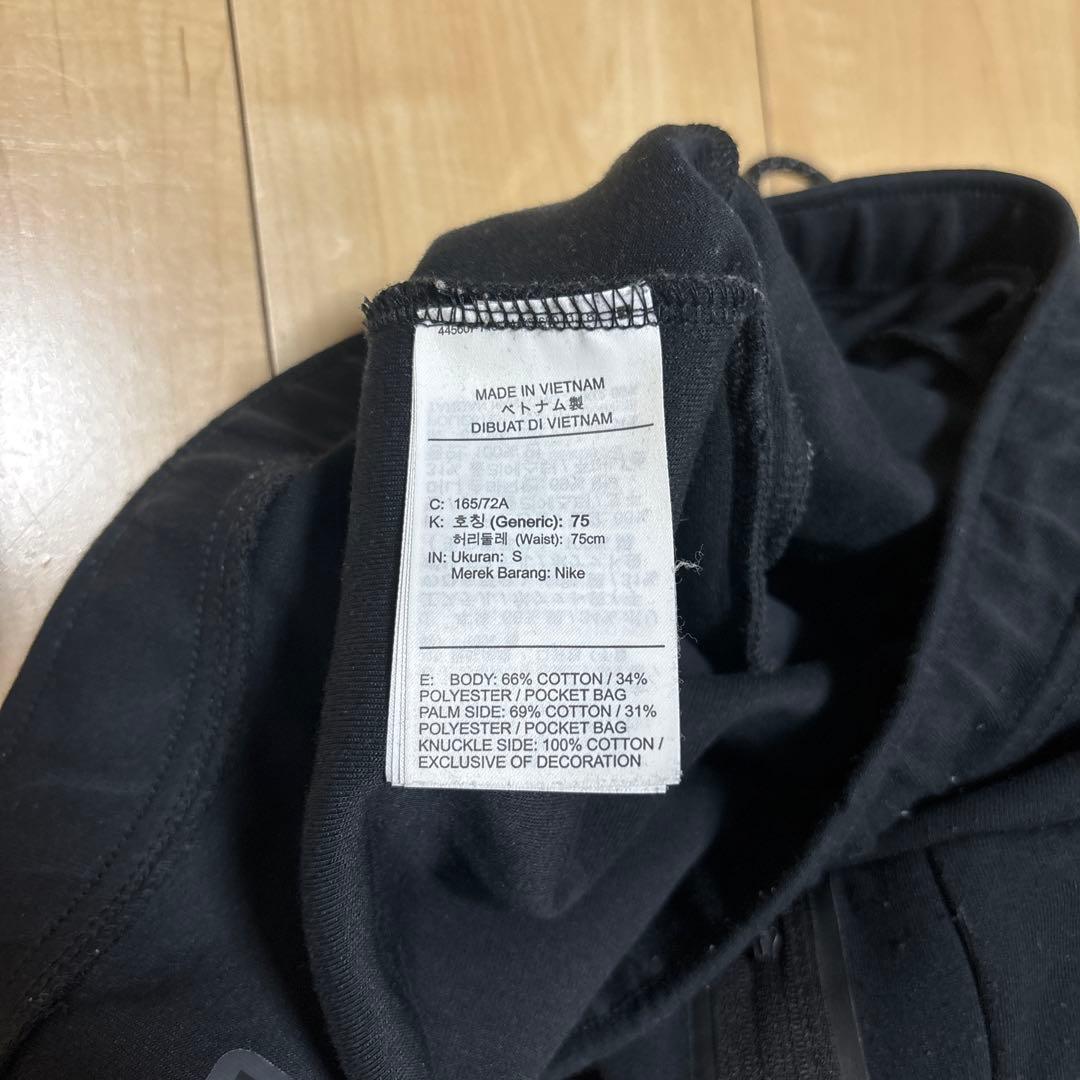 MADE IN VIETNAM
ベトナム製
DIBUAT DI VIETNAM
C: 165/72A
K: 호칭 (Generic): 75
허리둘레 (Waist): 75cm
IN: Ukuran: S
Merek Barang: Nike
E: BODY: 66% COTTON / 34%
POLYESTER / POCKET BAG
PALM SIDE: 69% COTTON / 31%
POLYESTER / POCKET BAG
KNUCKLE SIDE: 100% COTTON /
EXCLUSIVE OF DECORATION